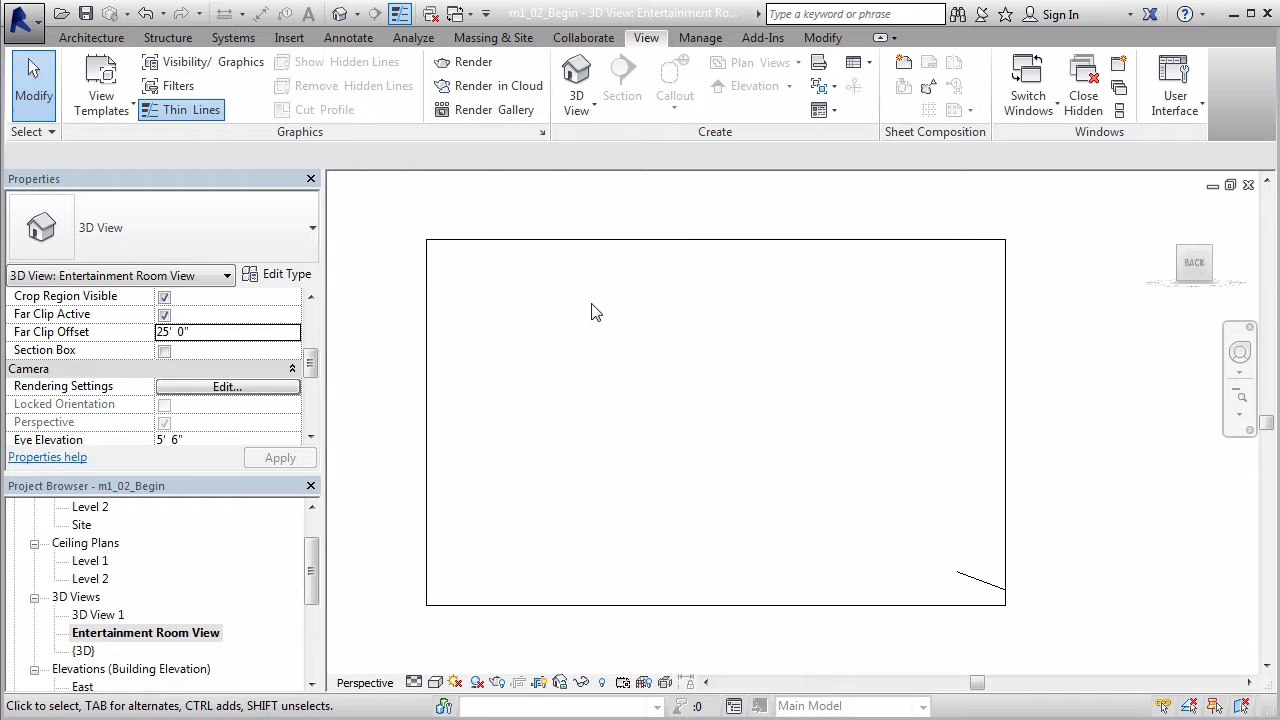 m1_02_Begin - 3D View: Entertainment Ro...
Type a keyword or phrase
Sign In
Architecture
Structure
Systems
Insert
Annotate
Analyze
Massing & Site
Collaborate
View
Manage
Add-Ins
Modify
Modify
Select
View
Templates
Visibility/ Graphics
Filters
Thin Lines
Show Hidden Lines
Remove Hidden Lines
Cut Profile
Graphics
Render
Render in Cloud
Render Gallery
3D
View
Section
Callout
Plan Views
Elevation
Create
Sheet Composition
Switch
Windows
Close
Hidden
Windows
User
Interface
Properties
3D View
3D View: Entertainment Room View
Edit Type
Crop Region Visible
Far Clip Active
Far Clip Offset
25' 0"
Section Box
Camera
Rendering Settings
Edit...
Locked Orientation
Perspective
Eye Elevation
5' 6"
Properties help
Apply
Project Browser - m1_02_Begin
Level 2
Site
Ceiling Plans
Level 1
Level 2
3D Views
3D View 1
Entertainment Room View
{3D}
Elevations (Building Elevation)
East
BACK
Perspective
Click to select, TAB for alternates, CTRL adds, SHIFT unselects.
:0
Main Model